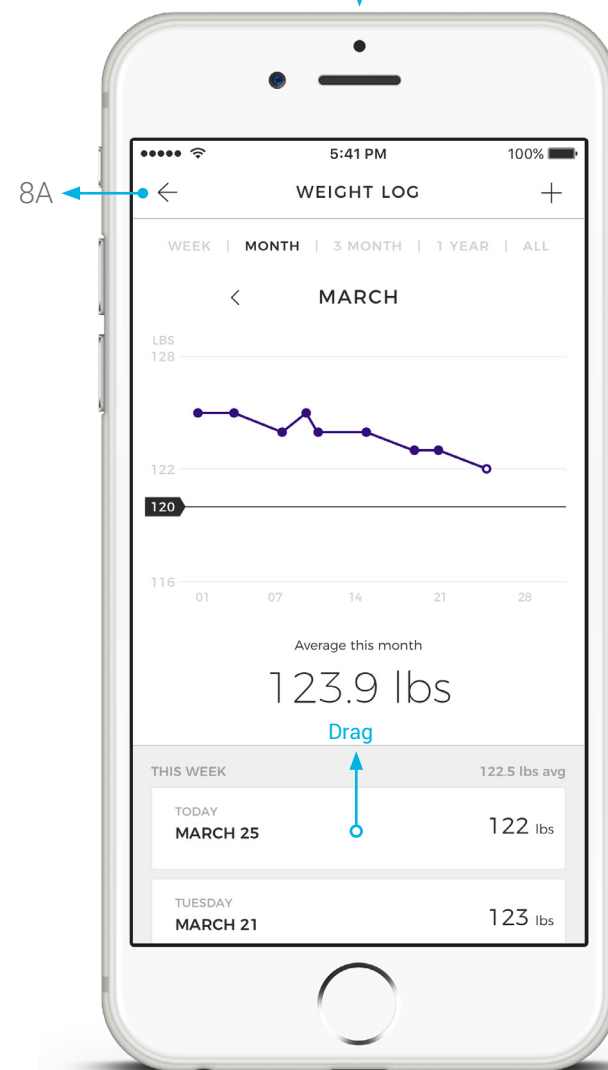 5:41 PM 100%
8A
WEIGHT LOG
WEEK | MONTH | 3 MONTH | 1 YEAR | ALL
MARCH
LBS
128
122
120
116
01 07 14 21 28
Average this month
123.9 lbs
Drag
THIS WEEK 122.5 lbs avg
TODAY
MARCH 25 122 lbs
TUESDAY
MARCH 21 123 lbs